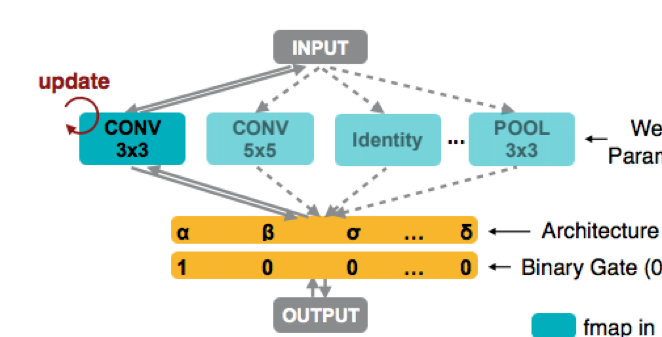 INPUT
update
CONV
3x3
CONV
5x5
Identity
...
POOL
3x3
We
Param
α β σ ... δ
Architecture
1 0 0 ... 0
Binary Gate (0
OUTPUT
fmap in